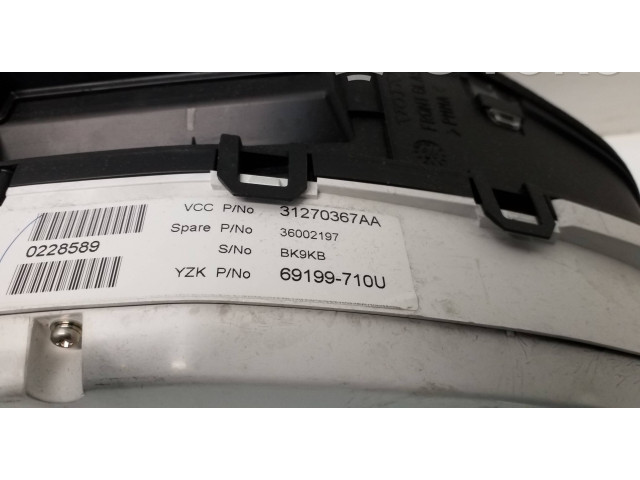 0228589
VCC P/No 31270367AA
Spare P/No 36002197
S/No BK9KB
YZK P/No 69199-710U